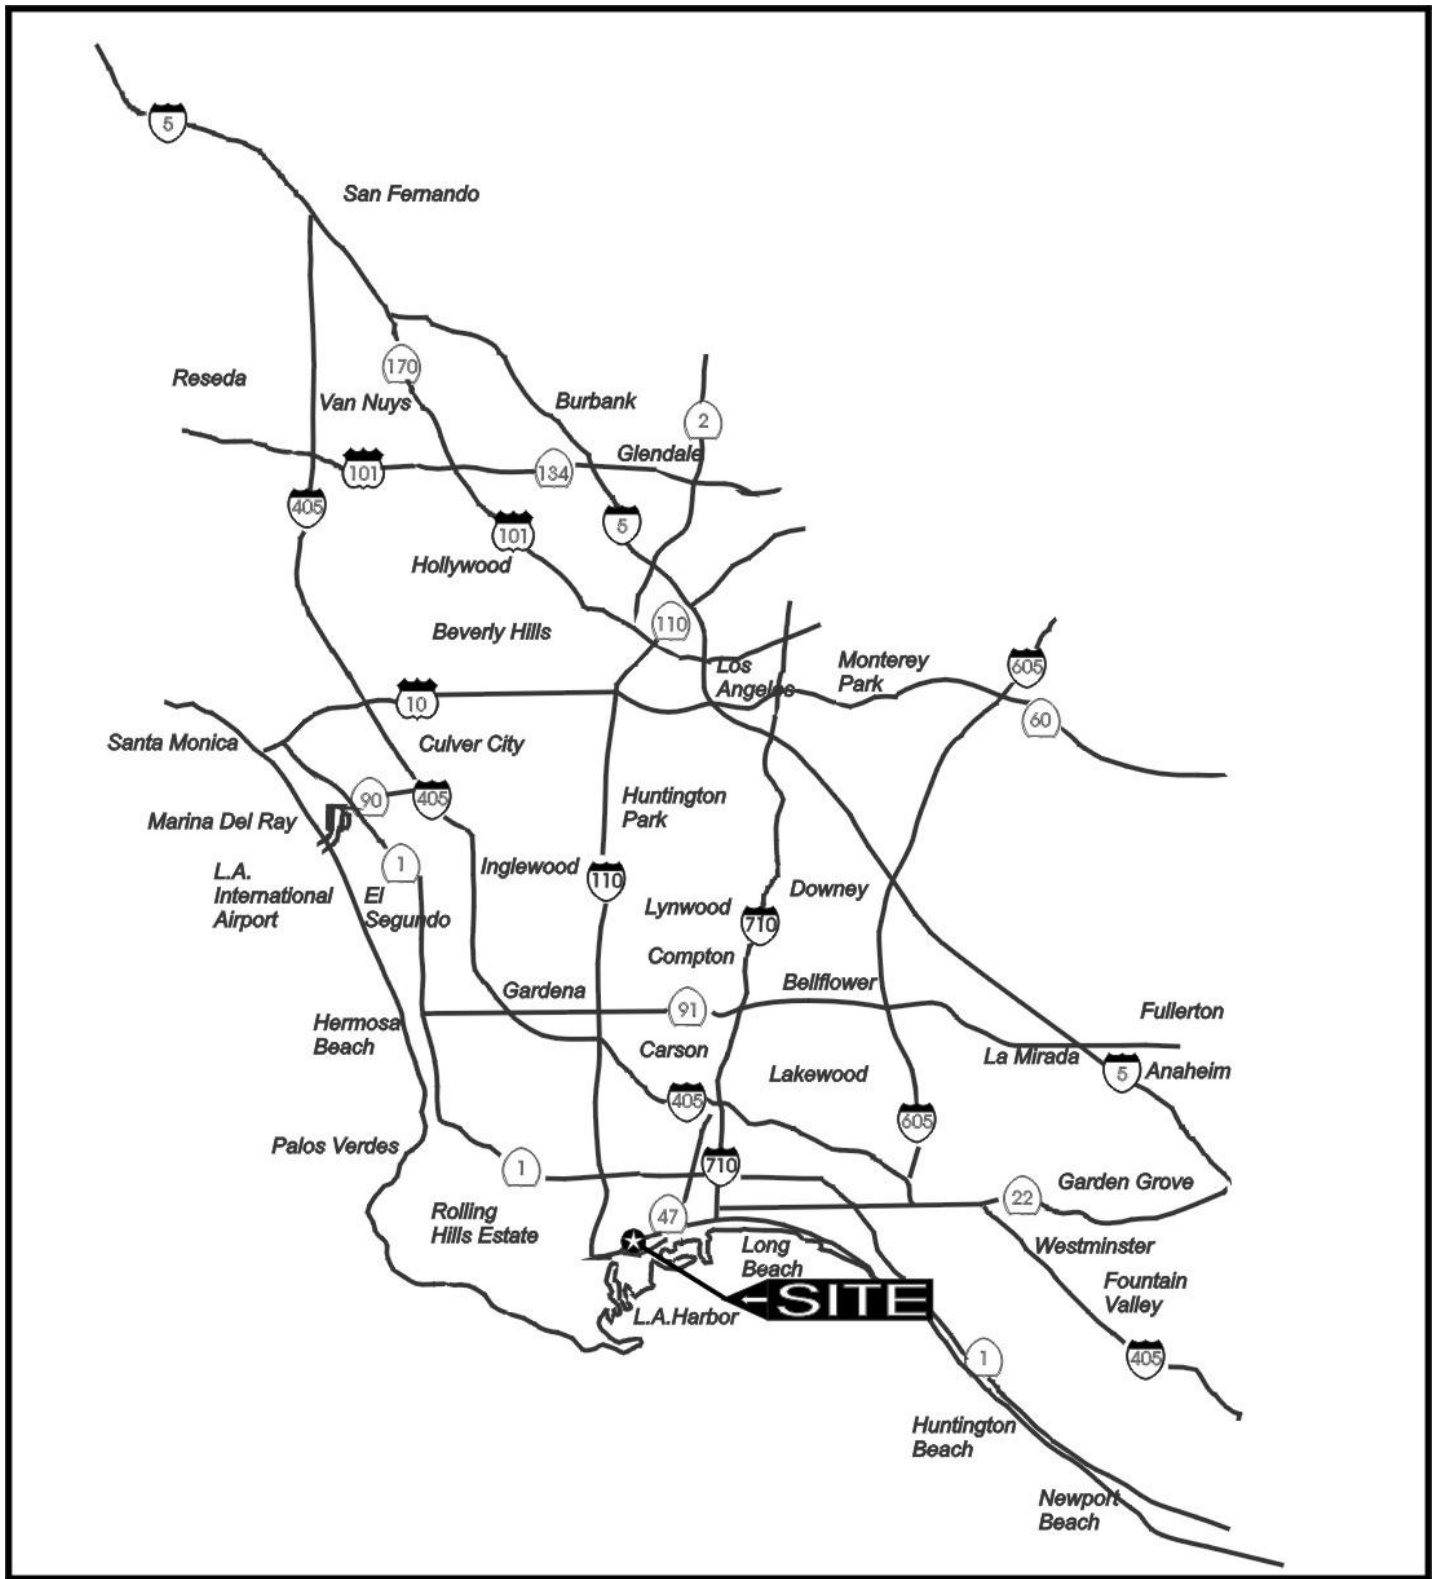 5
San Fernando
170
Reseda
Van Nuys
Burbank
2
Glendale
101
134
405
101
5
Hollywood
110
Beverly Hills
Los
Angeles
Monterey
Park
605
10
60
Santa Monica
Culver City
90
405
Marina Del Ray
Huntington
Park
1
Inglewood
110
L.A.
International
Airport
El
Segundo
Downey
Lynwood
710
Compton
Bellflower
Gardena
91
Fullerton
Hermosa
Beach
Carson
La Mirada
5
Anaheim
Lakewood
405
605
Palos Verdes
1
710
Garden Grove
22
Rolling
Hills Estate
47
Long
Beach
Westminster
Fountain
Valley
SITE
L.A.Harbor
405
1
Huntington
Beach
Newport
Beach